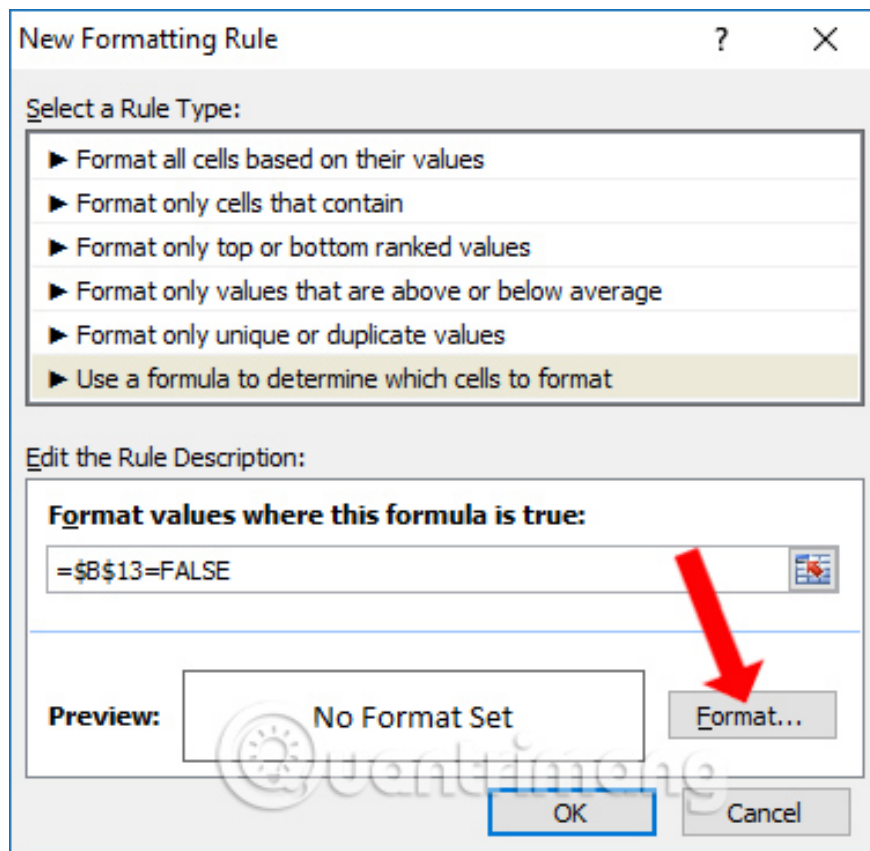 New Formatting Rule ? X
Select a Rule Type:
► Format all cells based on their values
► Format only cells that contain
► Format only top or bottom ranked values
► Format only values that are above or below average
► Format only unique or duplicate values
► Use a formula to determine which cells to format
Edit the Rule Description:
Format values where this formula is true:
=$B$13=FALSE
Preview: No Format Set Format...
Quantrimang
OK Cancel